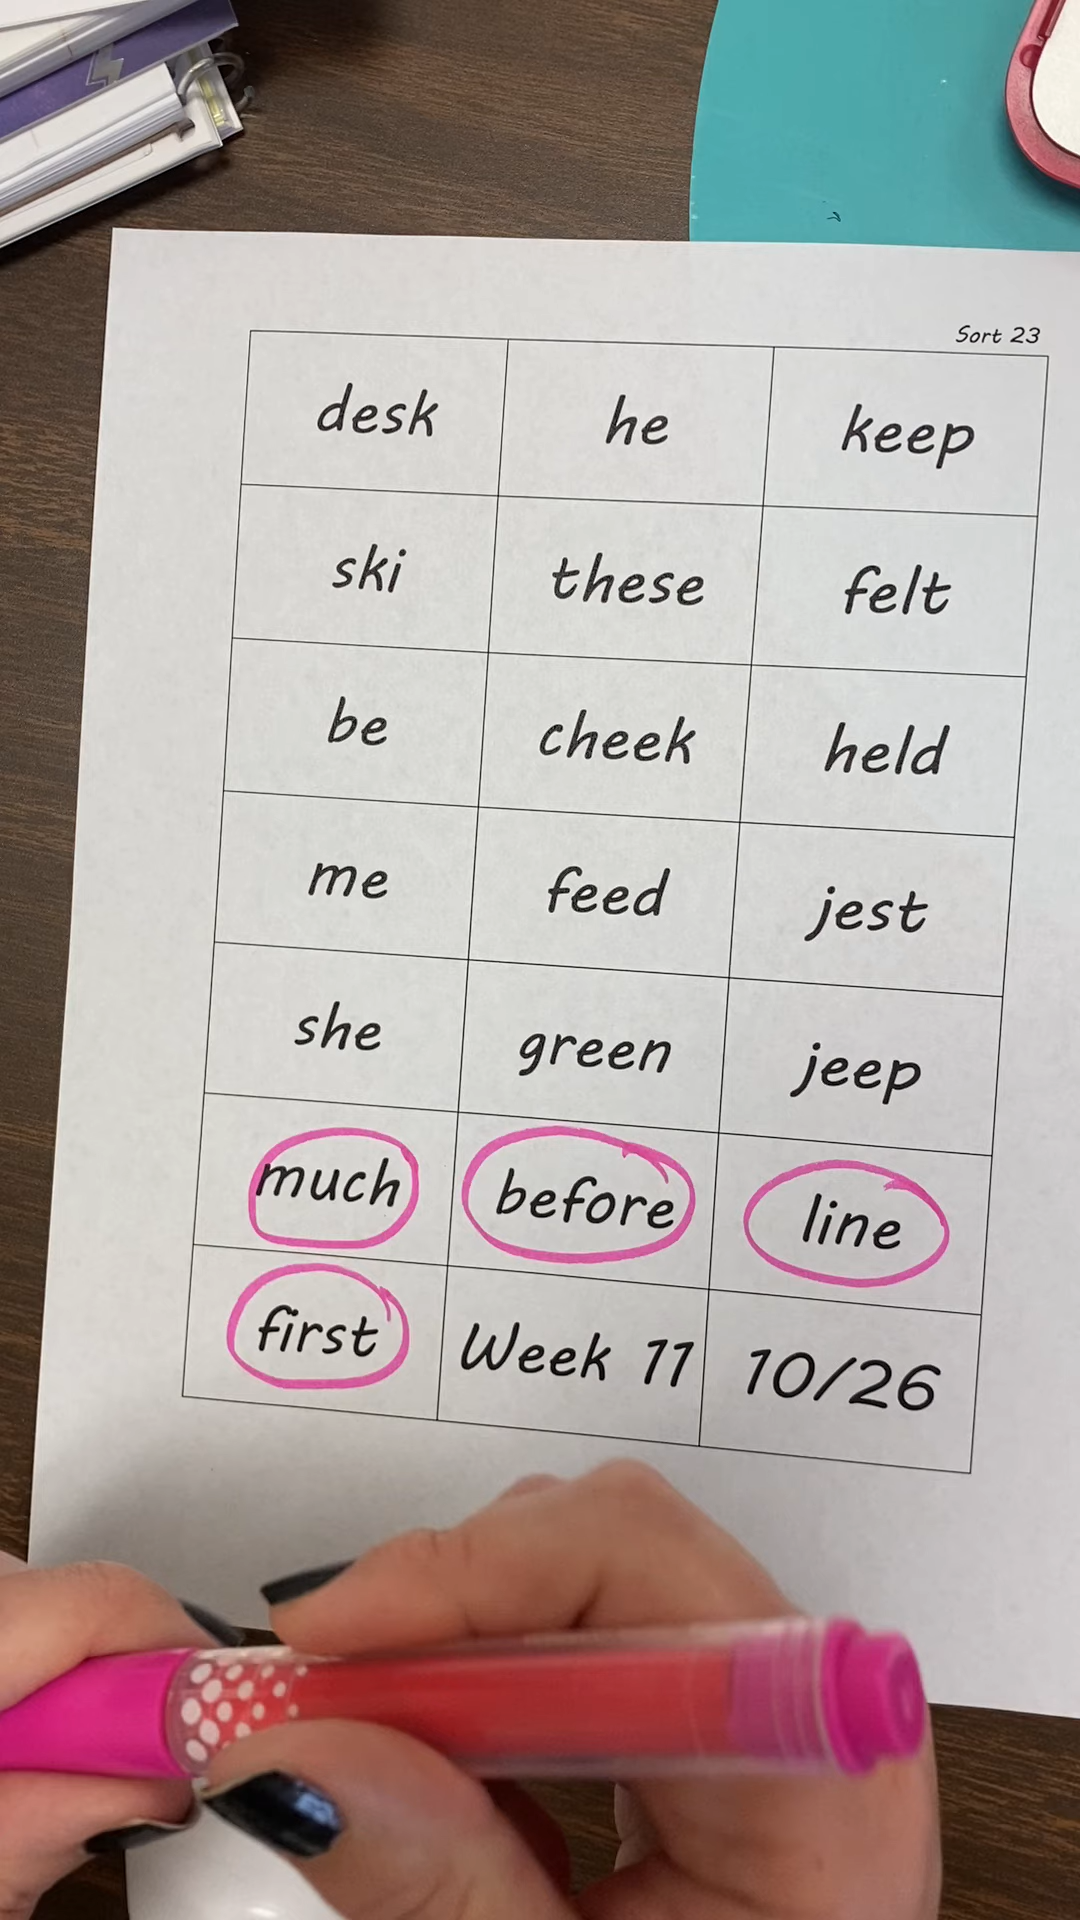 Sort 23
desk he keep
ski these felt
be cheek held
me feed jest
she green jeep
much before line
first Week 11 10/26